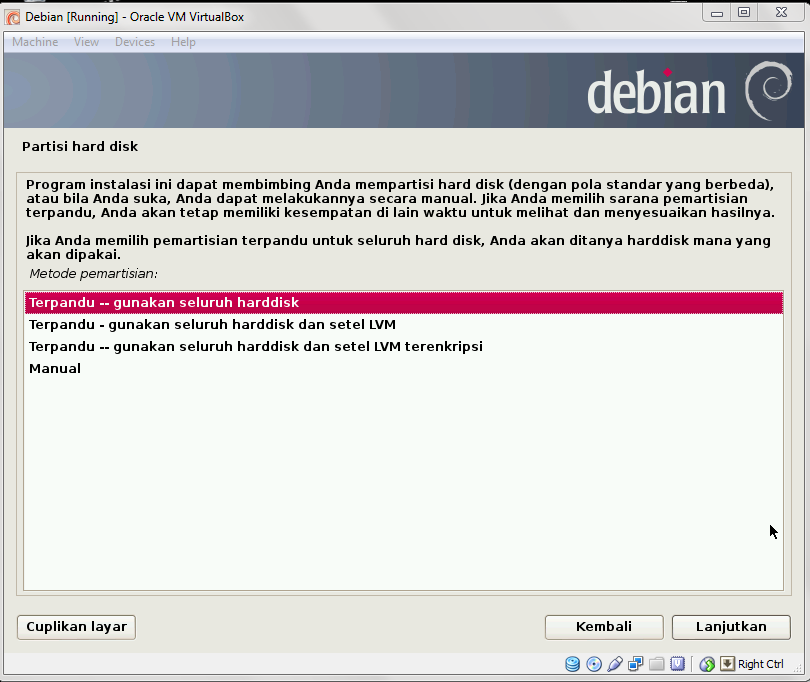 Debian [Running] - Oracle VM VirtualBox
Machine View Devices Help
debian
Partisi hard disk
Program instalasi ini dapat membimbing Anda mempartisi hard disk (dengan pola standar yang berbeda),
atau bila Anda suka, Anda dapat melakukannya secara manual. Jika Anda memilih sarana pemartisian
terpandu, Anda akan tetap memiliki kesempatan di lain waktu untuk melihat dan menyesuaikan hasilnya.
Jika Anda memilih pemartisian terpandu untuk seluruh hard disk, Anda akan ditanya harddisk mana yang
akan dipakai.
Metode pemartisian:
Terpandu -- gunakan seluruh harddisk
Terpandu - gunakan seluruh harddisk dan setel LVM
Terpandu -- gunakan seluruh harddisk dan setel LVM terenkripsi
Manual
Cuplikan layar
Kembali
Lanjutkan
Right Ctrl